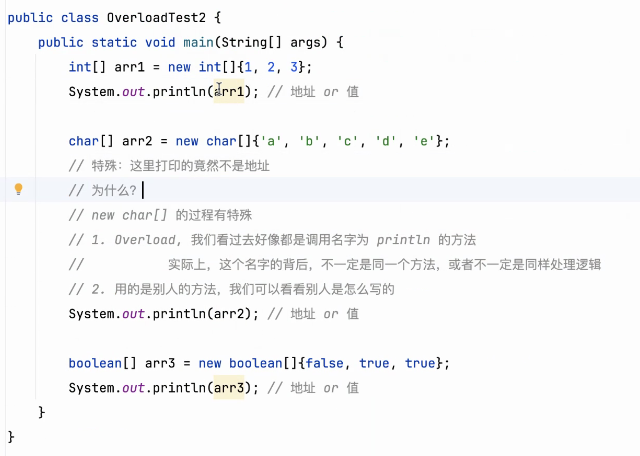 public class OverloadTest2 {
public static void main(String[] args) {
int[] arr1 = new int[]{1, 2, 3};
System.out.println(arr1); // 地址 or 值
char[] arr2 = new char[]{'a', 'b', 'c', 'd', 'e'};
// 特殊：这里打印的竟然不是地址
// 为什么？
// new char[] 的过程有特殊
// 1. Overload, 我们看过去好像都是调用名字为 println 的方法
// 实际上，这个名字的背后，不一定是同一个方法，或者不一定是同样处理逻辑
// 2. 用的是别人的方法，我们可以看看别人是怎么写的
System.out.println(arr2); // 地址 or 值
boolean[] arr3 = new boolean[]{false, true, true};
System.out.println(arr3); // 地址 or 值
}
}